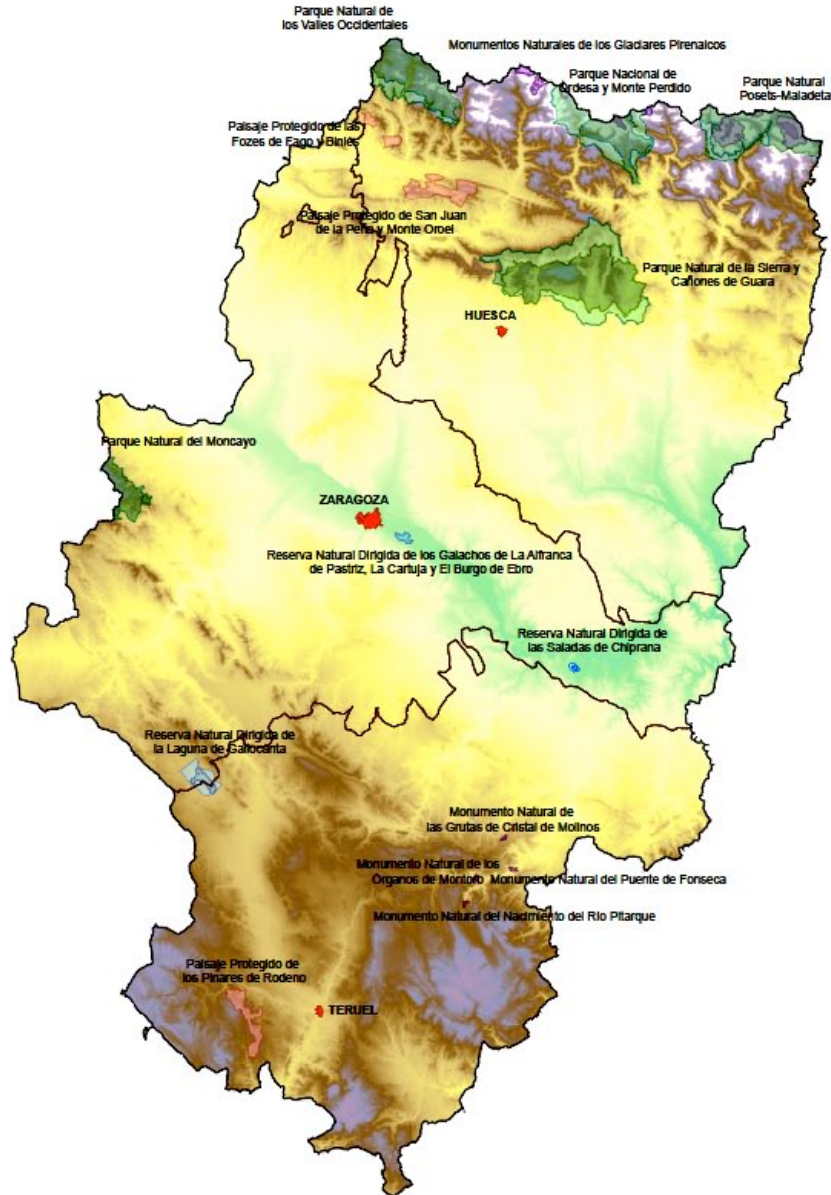 Parque Natural de
los Valles Occidentales
Monumentos Naturales de los Glaciares Pirenaicos
Parque Nacional de
Ordesa y Monte Perdido
Parque Natural
Posets-Maladeta
Paisaje Protegido de las
Fozes de Fago y Biniés
Paisaje Protegido de San Juan
de la Peña y Monte Oroel
Parque Natural de la Sierra y
Cañones de Guara
HUESCA
Parque Natural del Moncayo
ZARAGOZA
Reserva Natural Dirigida de los Galachos de La Alfranca
de Pastriz, La Cartuja y El Burgo de Ebro
Reserva Natural Dirigida de
las Saladas de Chiprana
Reserva Natural Dirigida de
la Laguna de Gallocanta
Monumento Natural de
las Grutas de Cristal de Molinos
Monumento Natural de los
Órganos de Montoro
Monumento Natural del Puente de Fonseca
Monumento Natural del Nacimiento del Río Pitarque
Paisaje Protegido de
los Pinares de Rodeno
TERUEL